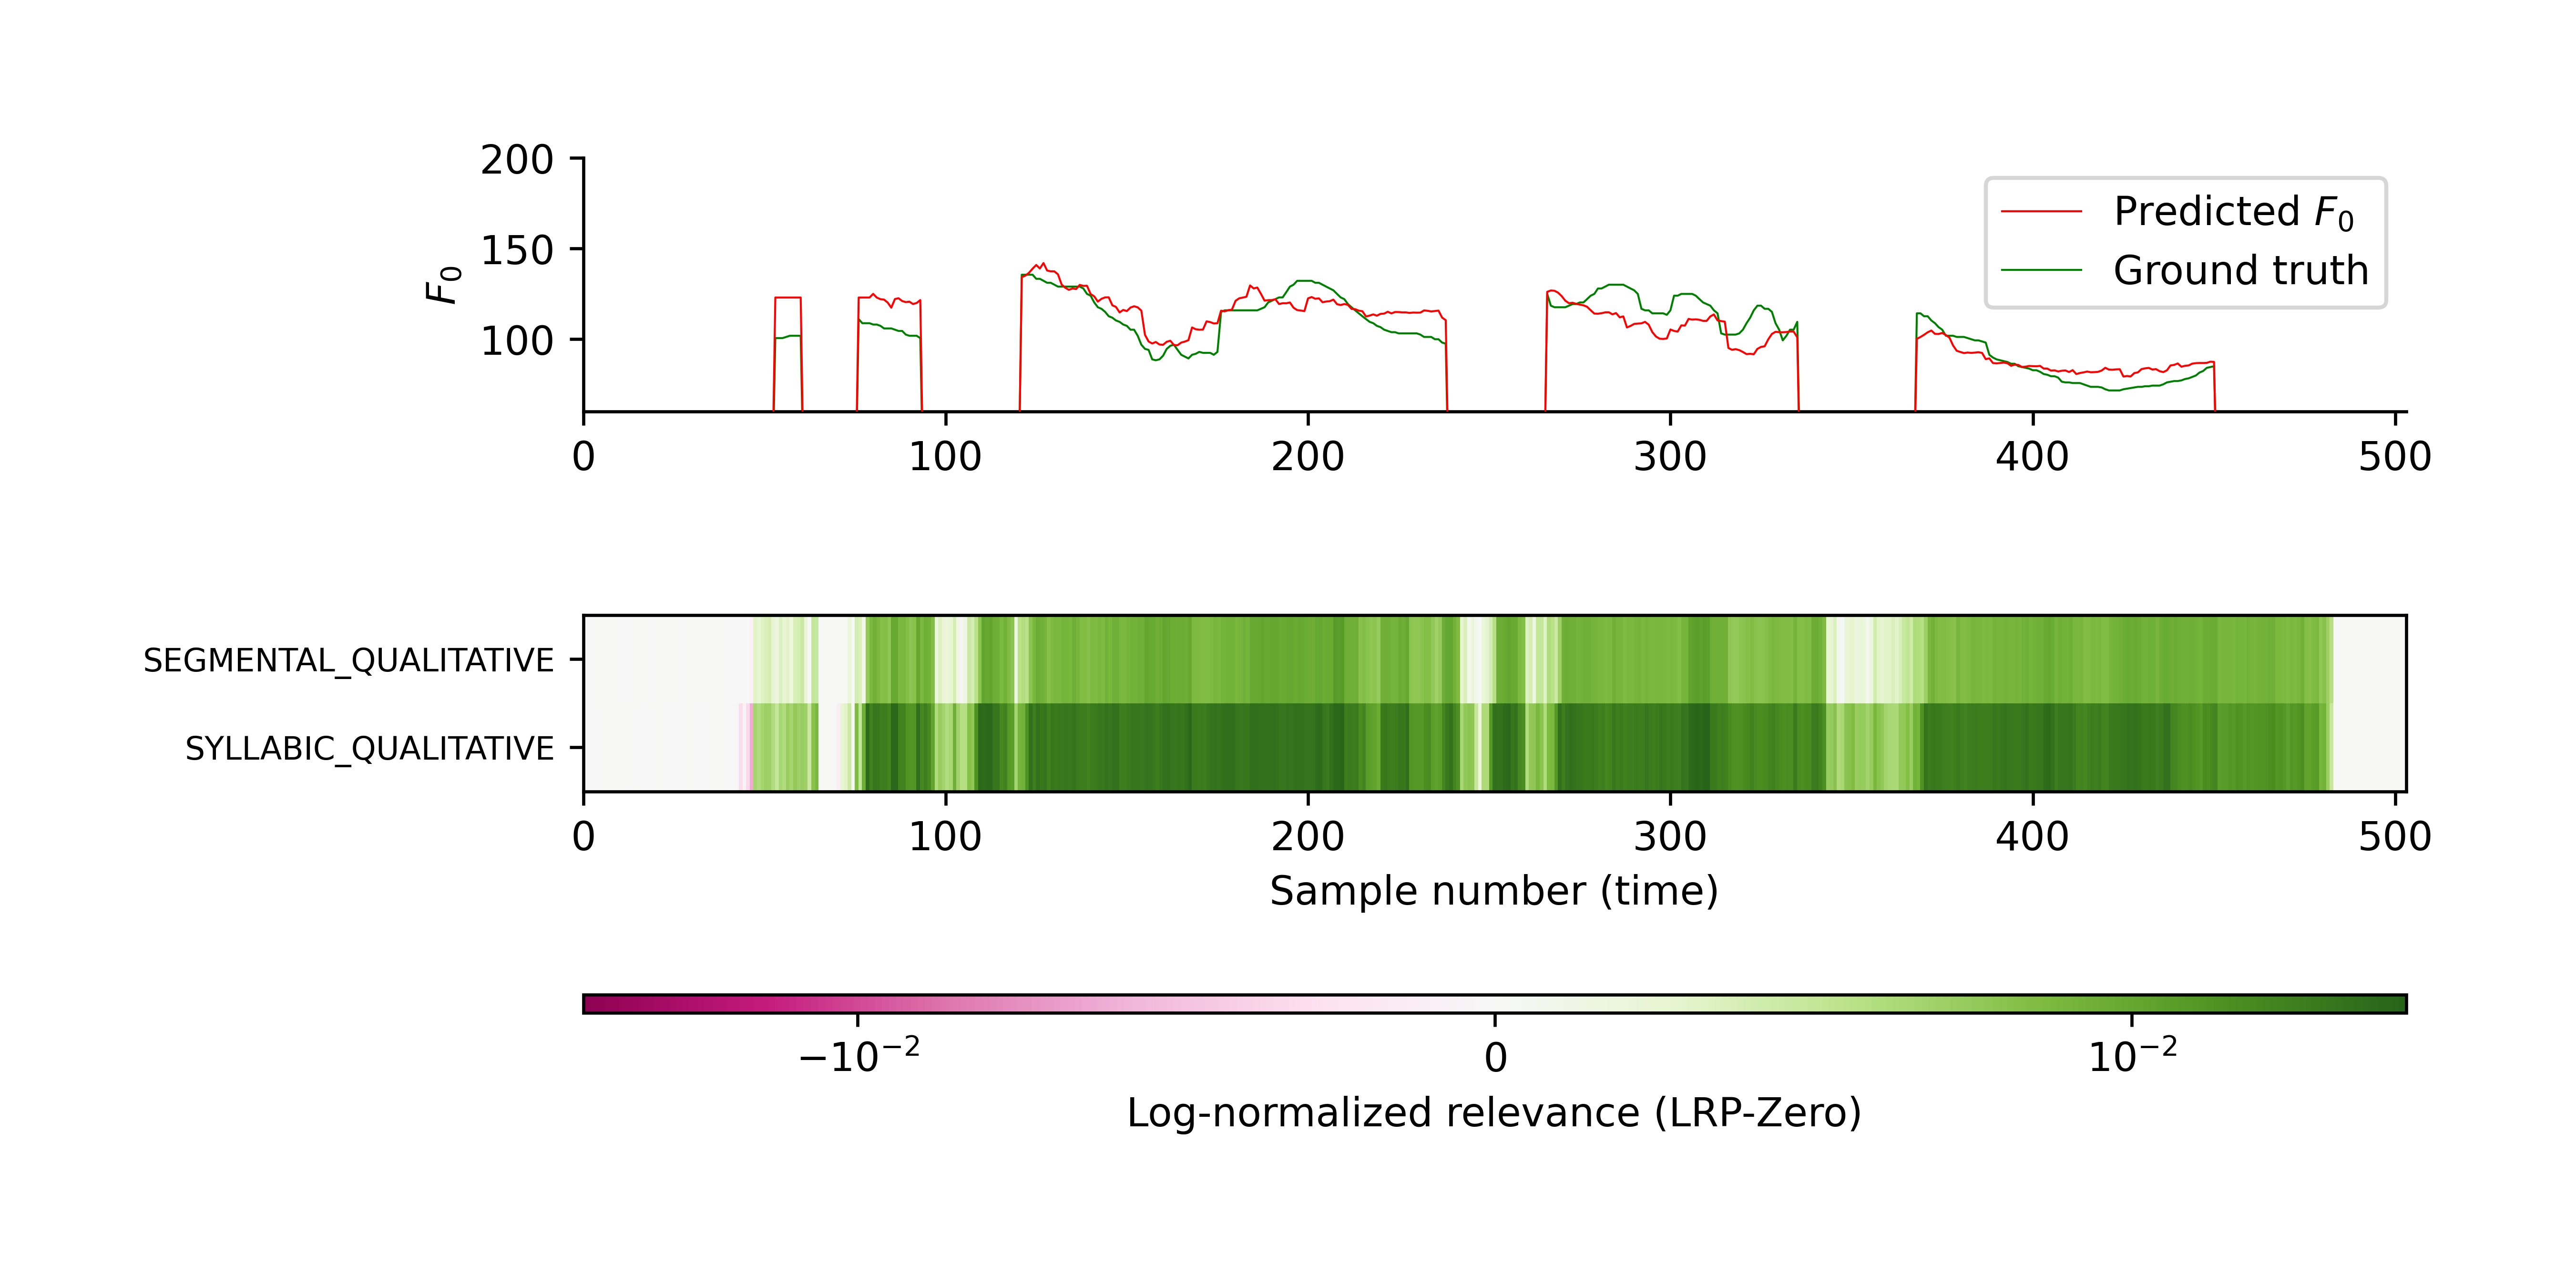 200
150
100
F₀
Predicted F₀
Ground truth
0 100 200 300 400 500
SEGMENTAL_QUALITATIVE
SYLLABIC_QUALITATIVE
0 100 200 300 400 500
Sample number (time)
−10⁻² 0 10⁻²
Log-normalized relevance (LRP-Zero)